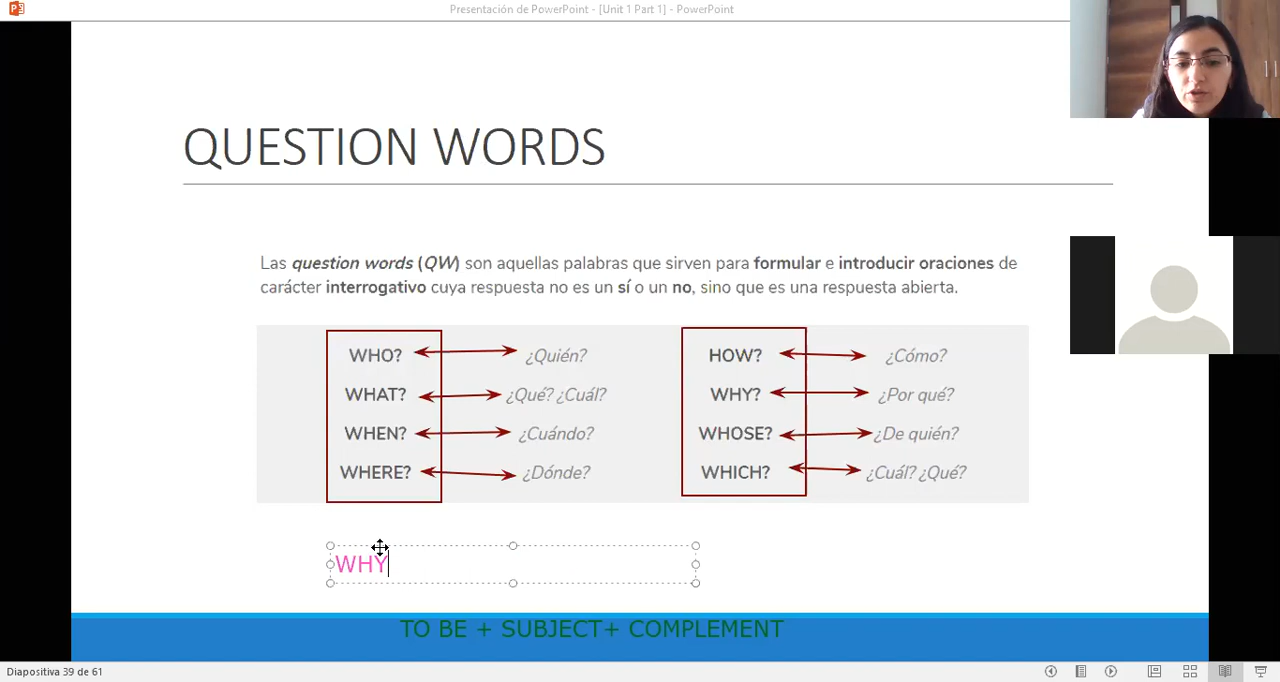 Presentación de PowerPoint - [Unit 1 Part 1] - PowerPoint
QUESTION WORDS
Las question words (QW) son aquellas palabras que sirven para formular e introducir oraciones de
carácter interrogativo cuya respuesta no es un sí o un no, sino que es una respuesta abierta.
WHO? ¿Quién? HOW? ¿Cómo?
WHAT? ¿Qué? ¿Cuál? WHY? ¿Por qué?
WHEN? ¿Cuándo? WHOSE? ¿De quién?
WHERE? ¿Dónde? WHICH? ¿Cuál? ¿Qué?
WHY
TO BE + SUBJECT+ COMPLEMENT
Diapositiva 39 de 61